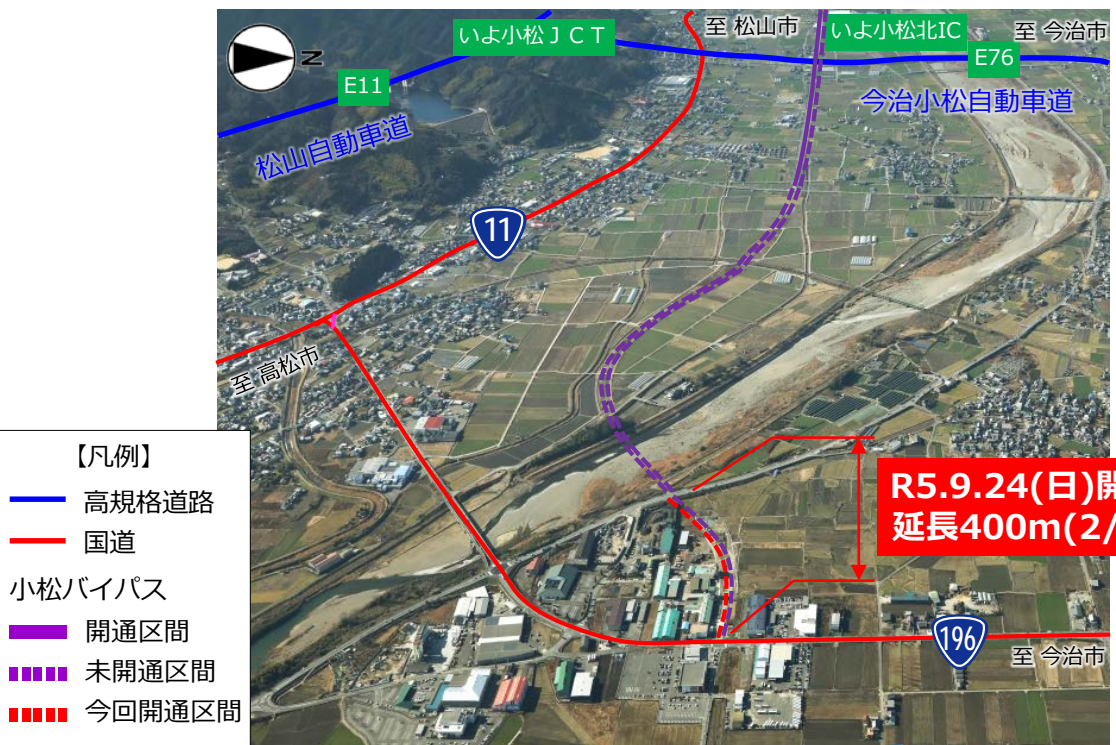 N
いよ小松JCT
至 松山市
いよ小松北IC
至 今治市
E11
E76
松山自動車道
今治小松自動車道
11
至 高松市
【凡例】
高規格道路
国道
小松バイパス
開通区間
未開通区間
今回開通区間
R5.9.24(日)開
延長400m(2/
196
至 今治市